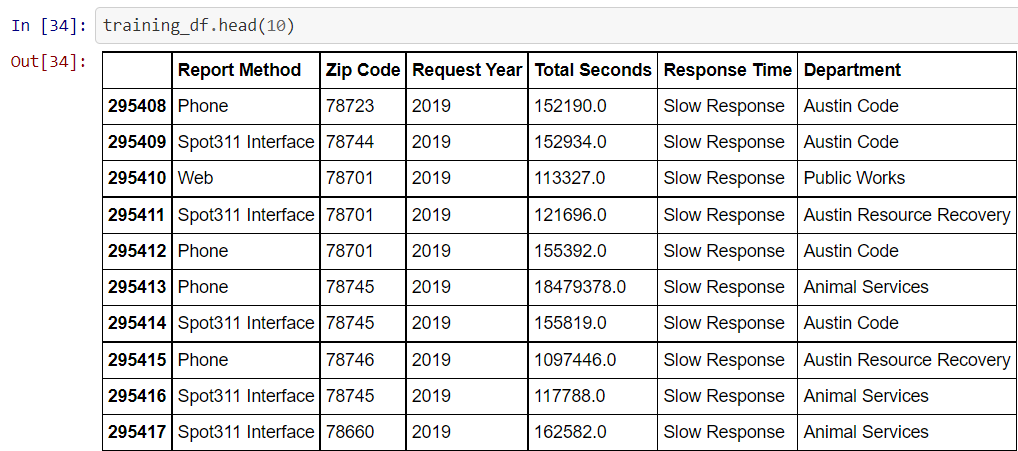 In [34]: training_df.head(10)
Out[34]:
Report Method Zip Code Request Year Total Seconds Response Time Department
295408 Phone 78723 2019 152190.0 Slow Response Austin Code
295409 Spot311 Interface 78744 2019 152934.0 Slow Response Austin Code
295410 Web 78701 2019 113327.0 Slow Response Public Works
295411 Spot311 Interface 78701 2019 121696.0 Slow Response Austin Resource Recovery
295412 Phone 78701 2019 155392.0 Slow Response Austin Code
295413 Phone 78745 2019 18479378.0 Slow Response Animal Services
295414 Spot311 Interface 78745 2019 155819.0 Slow Response Austin Code
295415 Phone 78746 2019 1097446.0 Slow Response Austin Resource Recovery
295416 Spot311 Interface 78745 2019 117788.0 Slow Response Animal Services
295417 Spot311 Interface 78660 2019 162582.0 Slow Response Animal Services